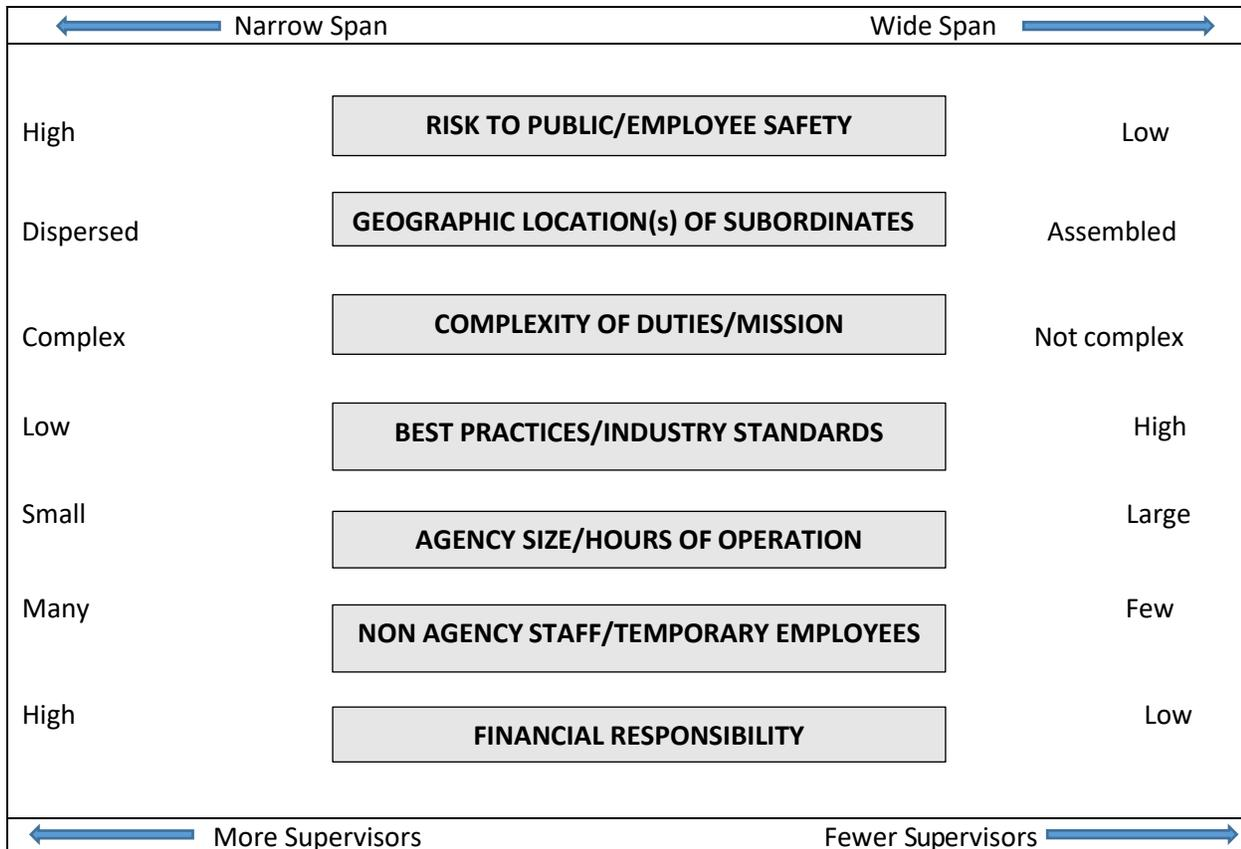 Narrow Span Wide Span
High RISK TO PUBLIC/EMPLOYEE SAFETY Low
Dispersed GEOGRAPHIC LOCATION(s) OF SUBORDINATES Assembled
Complex COMPLEXITY OF DUTIES/MISSION Not complex
Low BEST PRACTICES/INDUSTRY STANDARDS High
Small AGENCY SIZE/HOURS OF OPERATION Large
Many NON AGENCY STAFF/TEMPORARY EMPLOYEES Few
High FINANCIAL RESPONSIBILITY Low
More Supervisors Fewer Supervisors